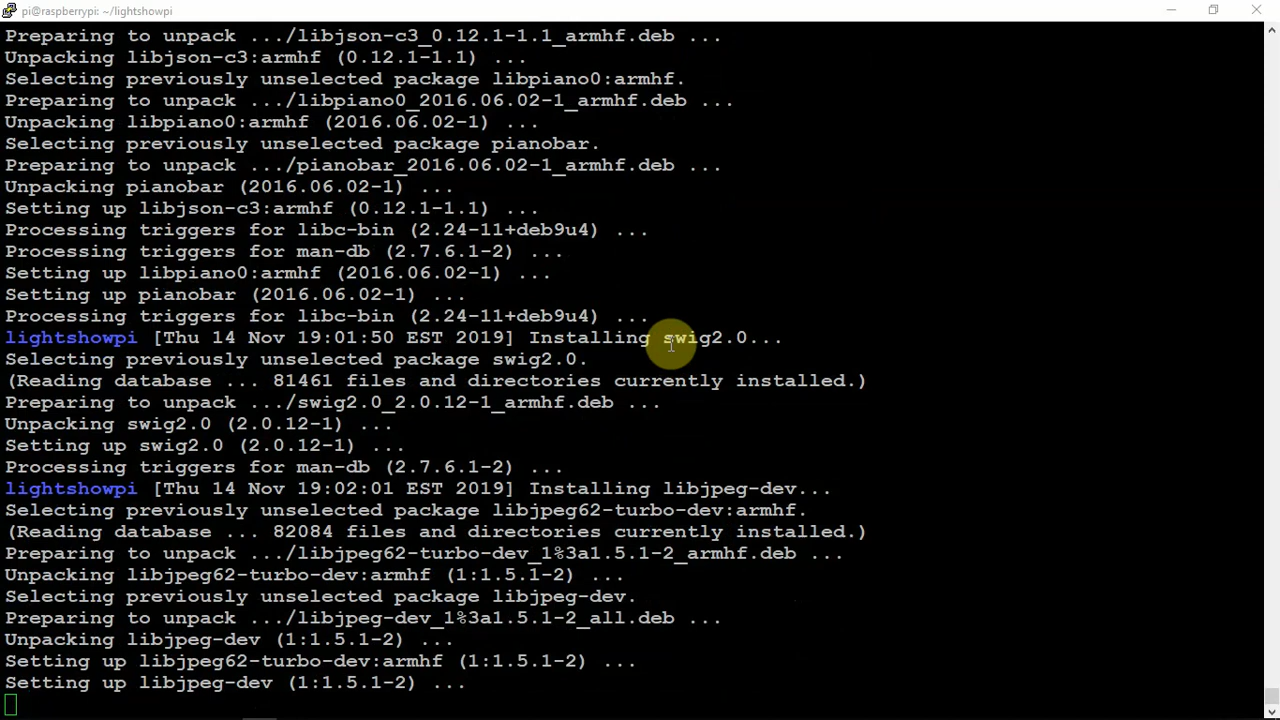 pi@raspberrypi: ~/lightshowpi
Preparing to unpack .../libjson-c3_0.12.1-1.1_armhf.deb ...
Unpacking libjson-c3:armhf (0.12.1-1.1) ...
Selecting previously unselected package libpiano0:armhf.
Preparing to unpack .../libpiano0_2016.06.02-1_armhf.deb ...
Unpacking libpiano0:armhf (2016.06.02-1) ...
Selecting previously unselected package pianobar.
Preparing to unpack .../pianobar_2016.06.02-1_armhf.deb ...
Unpacking pianobar (2016.06.02-1) ...
Setting up libjson-c3:armhf (0.12.1-1.1) ...
Processing triggers for libc-bin (2.24-11+deb9u4) ...
Processing triggers for man-db (2.7.6.1-2) ...
Setting up libpiano0:armhf (2016.06.02-1) ...
Setting up pianobar (2016.06.02-1) ...
Processing triggers for libc-bin (2.24-11+deb9u4) ...
lightshowpi [Thu 14 Nov 19:01:50 EST 2019] Installing swig2.0...
Selecting previously unselected package swig2.0.
(Reading database ... 81461 files and directories currently installed.)
Preparing to unpack .../swig2.0_2.0.12-1_armhf.deb ...
Unpacking swig2.0 (2.0.12-1) ...
Setting up swig2.0 (2.0.12-1) ...
Processing triggers for man-db (2.7.6.1-2) ...
lightshowpi [Thu 14 Nov 19:02:01 EST 2019] Installing libjpeg-dev...
Selecting previously unselected package libjpeg62-turbo-dev:armhf.
(Reading database ... 82084 files and directories currently installed.)
Preparing to unpack .../libjpeg62-turbo-dev_1%3a1.5.1-2_armhf.deb ...
Unpacking libjpeg62-turbo-dev:armhf (1:1.5.1-2) ...
Selecting previously unselected package libjpeg-dev.
Preparing to unpack .../libjpeg-dev_1%3a1.5.1-2_all.deb ...
Unpacking libjpeg-dev (1:1.5.1-2) ...
Setting up libjpeg62-turbo-dev:armhf (1:1.5.1-2) ...
Setting up libjpeg-dev (1:1.5.1-2) ...